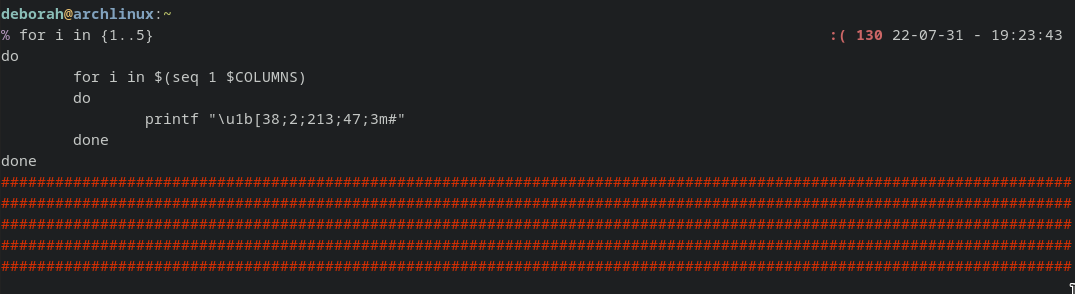 deborah@archlinux:~
% for i in {1..5} :( 130 22-07-31 - 19:23:43
do
for i in $(seq 1 $COLUMNS)
do
printf "\u1b[38;2;213;47;3m#"
done
done
#######################################################################################################################
#######################################################################################################################
#######################################################################################################################
#######################################################################################################################
#######################################################################################################################